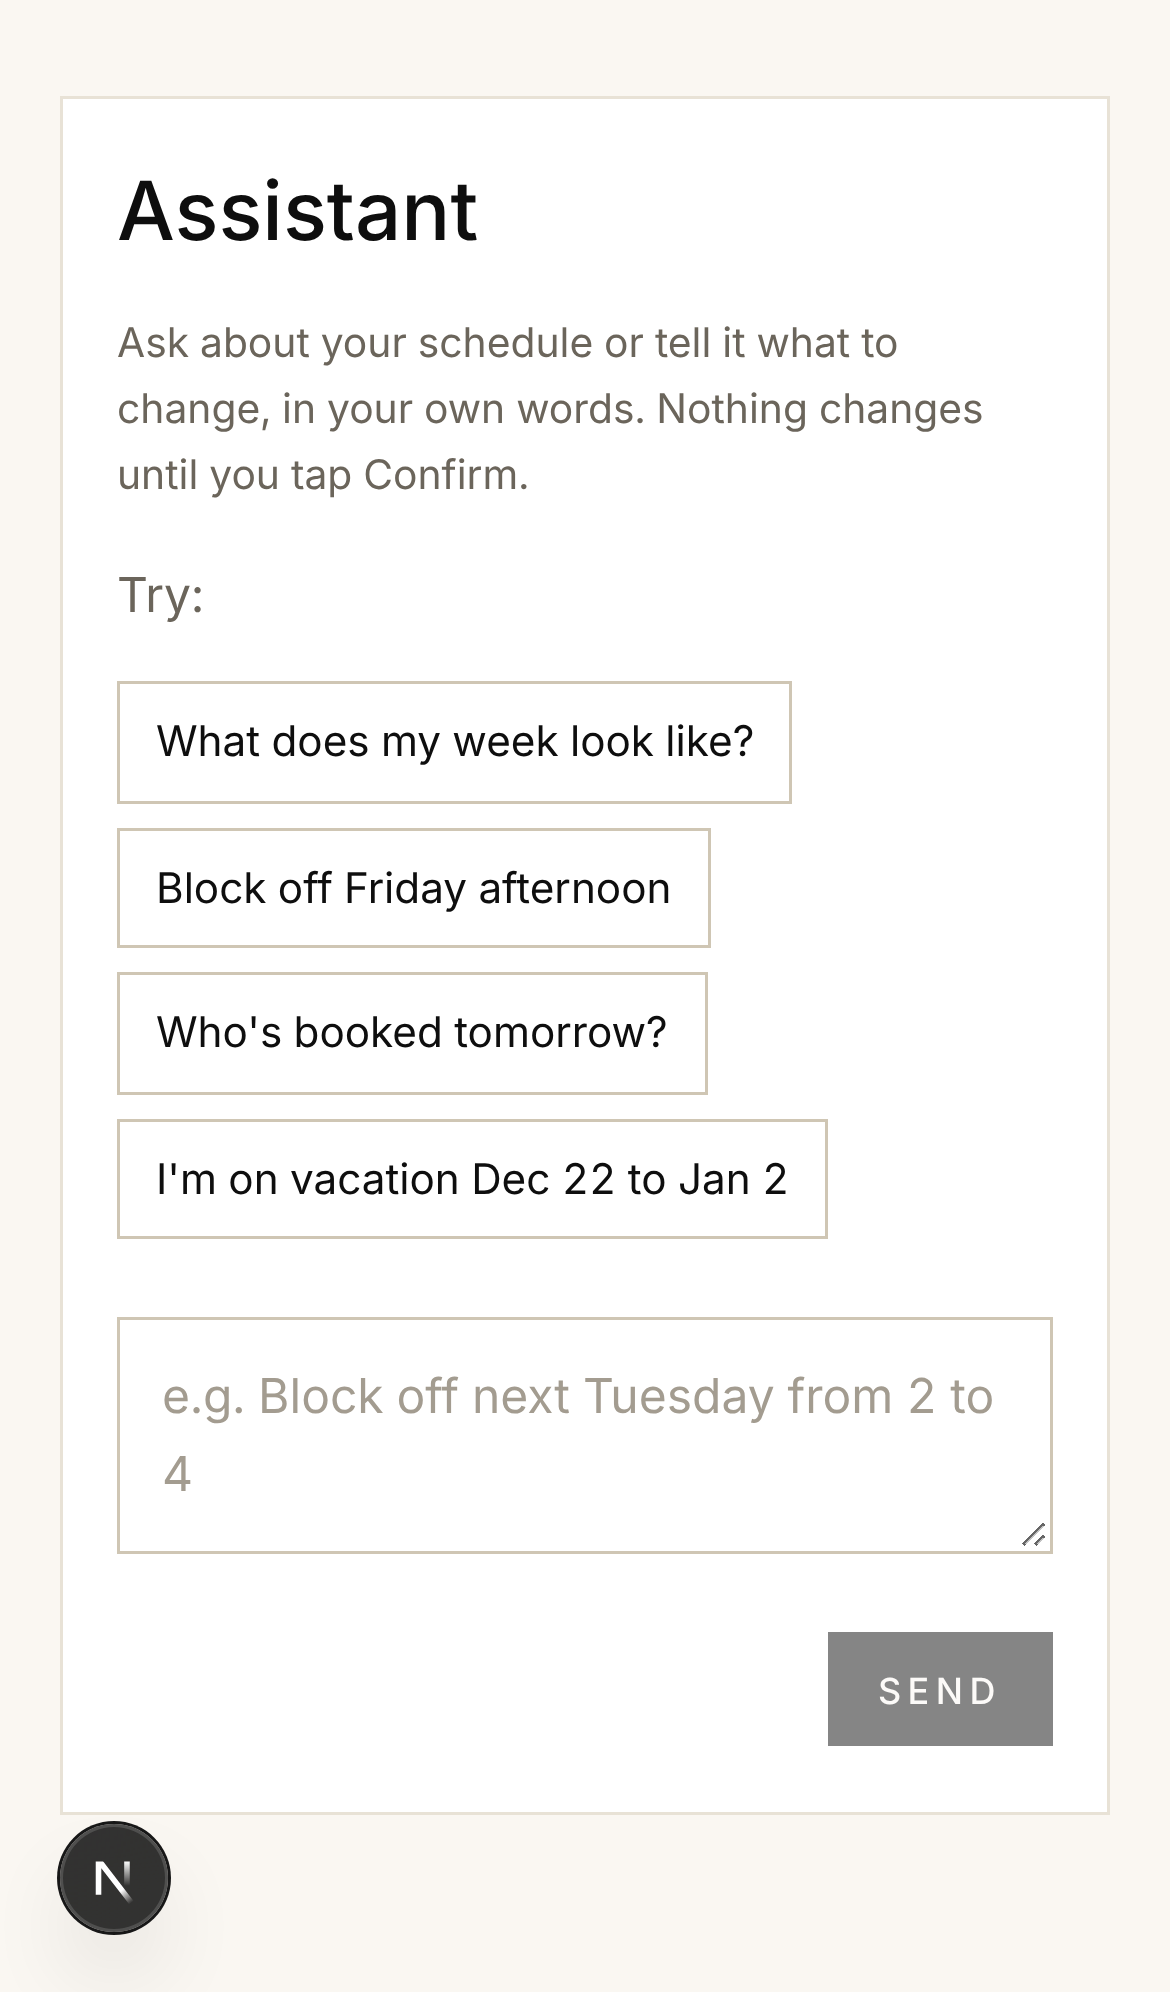 Assistant
Ask about your schedule or tell it what to
change, in your own words. Nothing changes
until you tap Confirm.
Try:
What does my week look like?
Block off Friday afternoon
Who's booked tomorrow?
I'm on vacation Dec 22 to Jan 2
e.g. Block off next Tuesday from 2 to
4
SEND
N